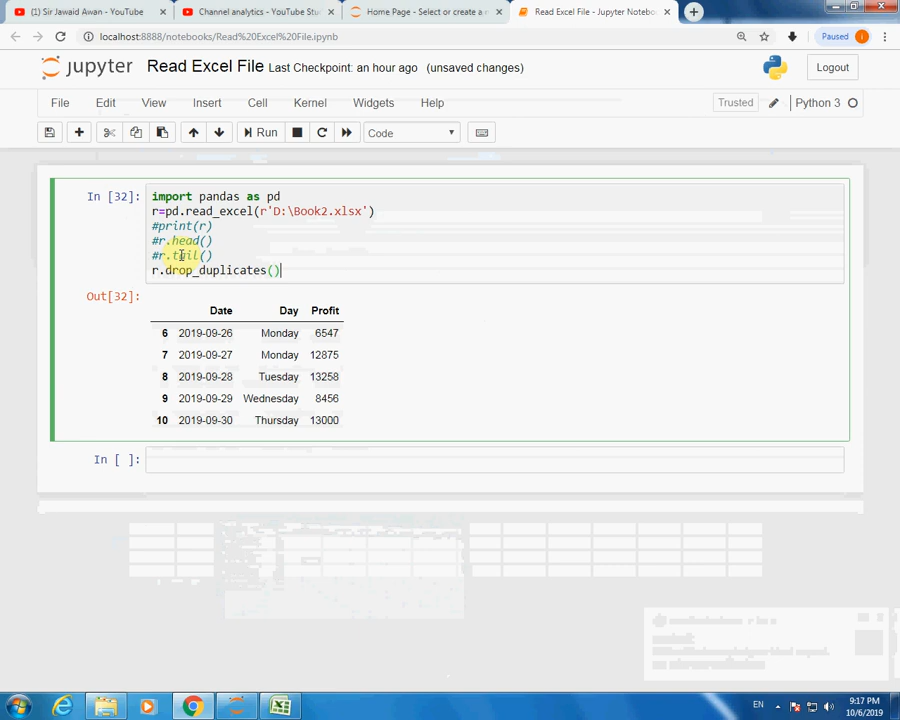 (1) Sir Jawaid Awan - YouTube
Channel analytics - YouTube Stu
Home Page - Select or create a n
Read Excel File - Jupyter Notebo
localhost:8888/notebooks/Read%20Excel%20File.ipynb
Paused
jupyter Read Excel File Last Checkpoint: an hour ago (unsaved changes)
Logout
File Edit View Insert Cell Kernel Widgets Help
Trusted
Python 3
Run
Code
In [32]:
import pandas as pd
r=pd.read_excel(r'D:\Book2.xlsx')
#print(r)
#r.head()
#r.tail()
r.drop_duplicates()
Out[32]:
Date Day Profit
6 2019-09-26 Monday 6547
7 2019-09-27 Monday 12875
8 2019-09-28 Tuesday 13258
9 2019-09-29 Wednesday 8456
10 2019-09-30 Thursday 13000
In [ ]:
EN
9:17 PM
10/6/2019